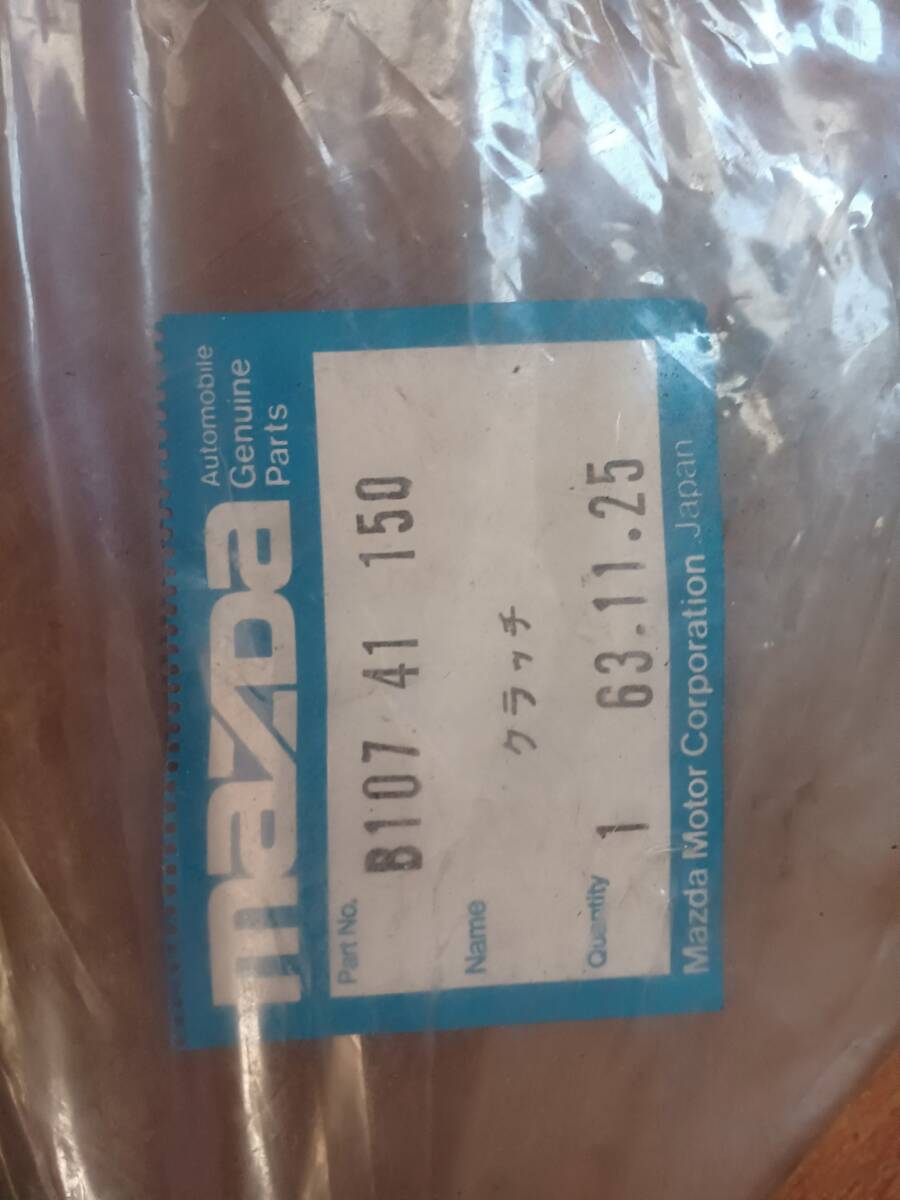 mazda
Automobile
Genuine
Parts
Part No.
B107 41 150
Name
クラッチ
Quantity 1 63.11.25
Mazda Motor Corporation Japan